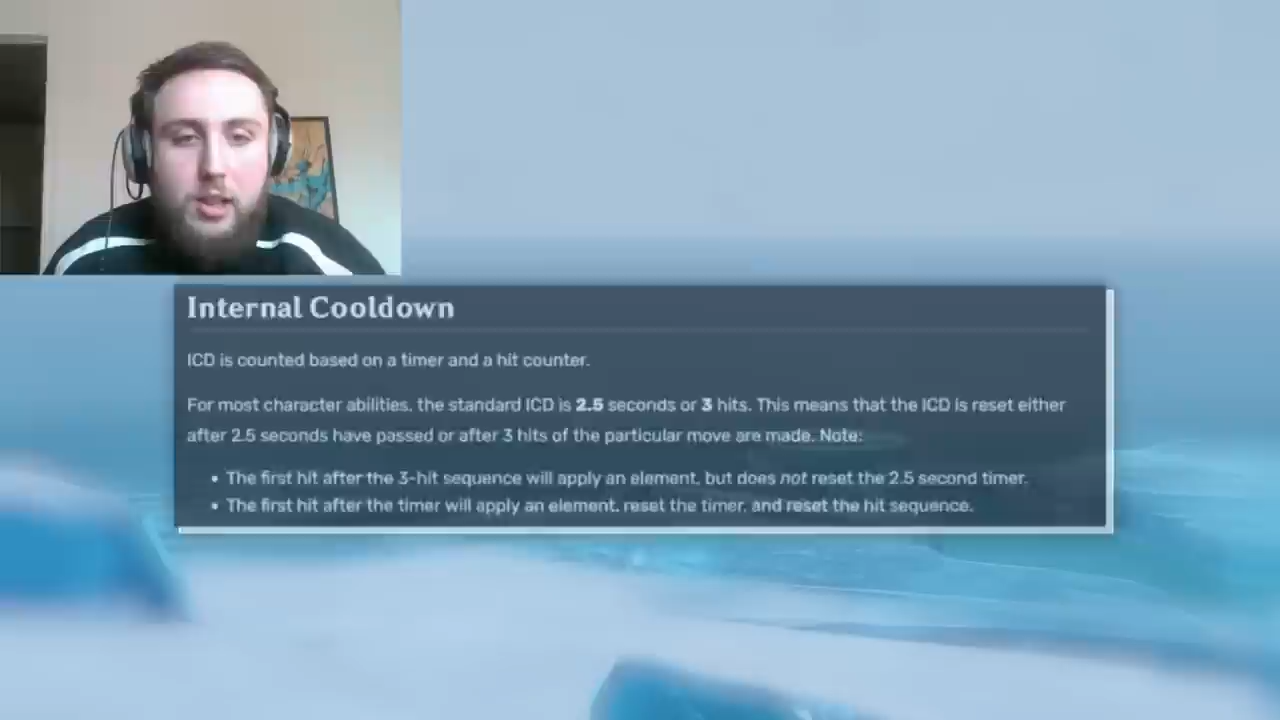 Internal Cooldown
ICD is counted based on a timer and a hit counter.
For most character abilities, the standard ICD is 2.5 seconds or 3 hits. This means that the ICD is reset either
after 2.5 seconds have passed or after 3 hits of the particular move are made. Note:
• The first hit after the 3-hit sequence will apply an element, but does not reset the 2.5 second timer.
• The first hit after the timer will apply an element, reset the timer, and reset the hit sequence.